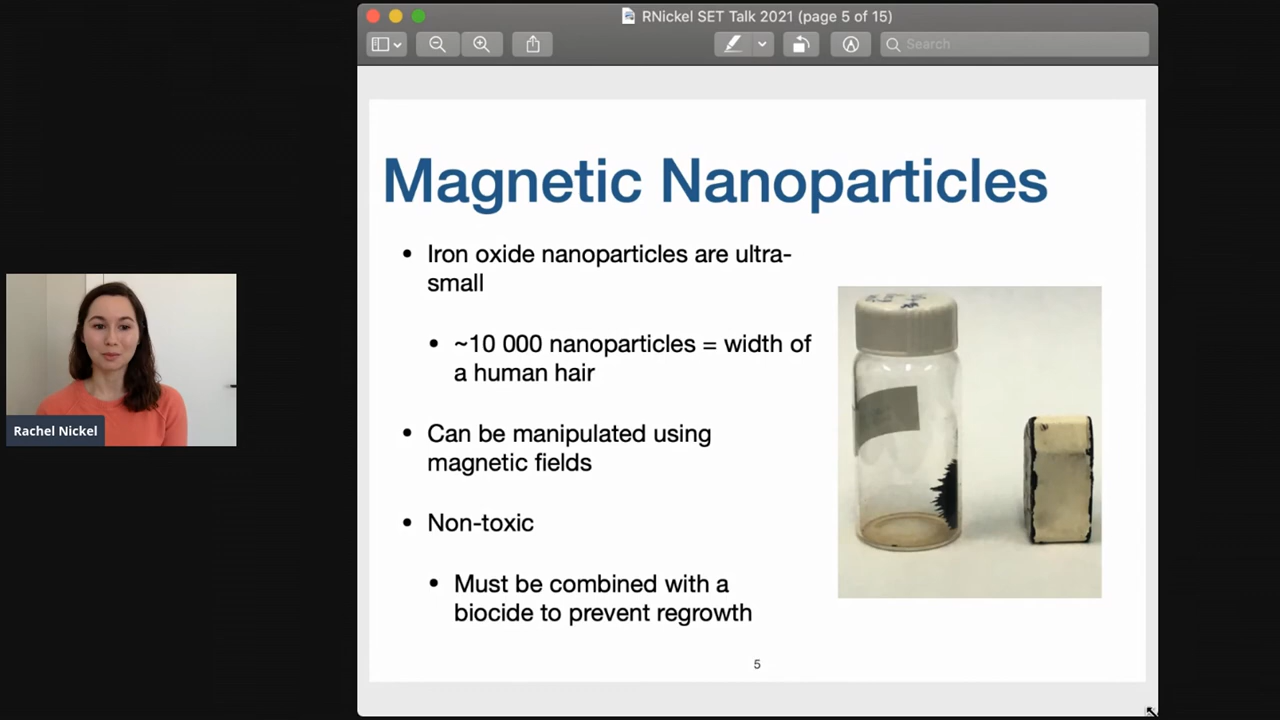 RNickel SET Talk 2021 (page 5 of 15)
Search
Magnetic Nanoparticles
• Iron oxide nanoparticles are ultra-
small
• ~10 000 nanoparticles = width of
a human hair
• Can be manipulated using
magnetic fields
• Non-toxic
• Must be combined with a
biocide to prevent regrowth
5
Rachel Nickel